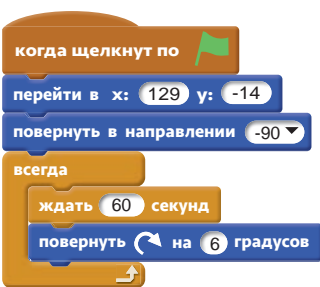 когда щелкнут по
перейти в x: 129 y: -14
повернуть в направлении -90
всегда
ждать 60 секунд
повернуть на 6 градусов